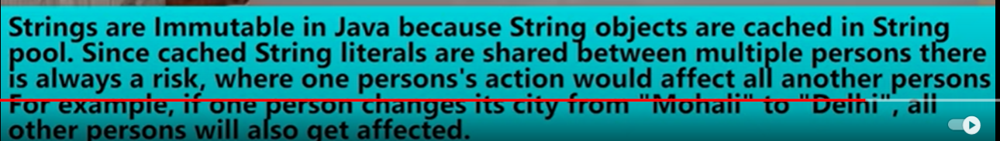 Strings are Immutable in Java because String objects are cached in String
pool. Since cached String literals are shared between multiple persons there
is always a risk, where one persons's action would affect all another persons
For example, if one person changes its city from "Mohali" to "Delhi", all
other persons will also get affected.